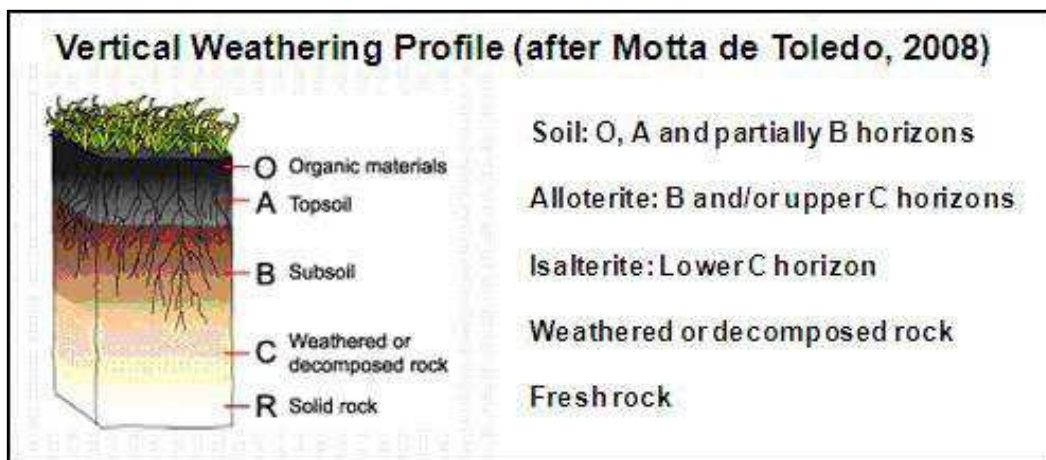 Vertical Weathering Profile (after Motta de Toledo, 2008)
O Organic materials
A Topsoil
B Subsoil
C Weathered or
decomposed rock
R Solid rock
Soil: O, A and partially B horizons
Alloterite: B and/or upper C horizons
Isalterite: Lower C horizon
Weathered or decomposed rock
Fresh rock